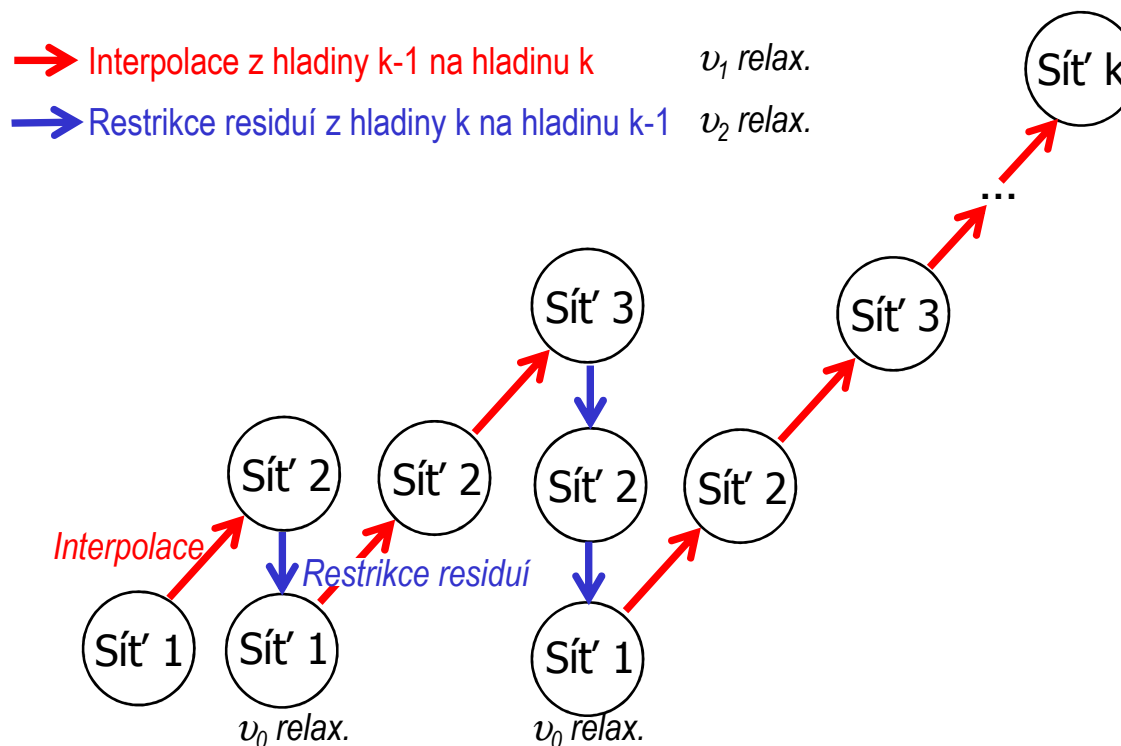 Interpolace z hladiny k-1 na hladinu k
υ1 relax.
Restrikce residuí z hladiny k na hladinu k-1
υ2 relax.
Síť k
...
Síť 3
Síť 3
Síť 2
Síť 2
Síť 2
Síť 2
Interpolace
Restrikce residuí
Síť 1
Síť 1
Síť 1
υ0 relax.
υ0 relax.